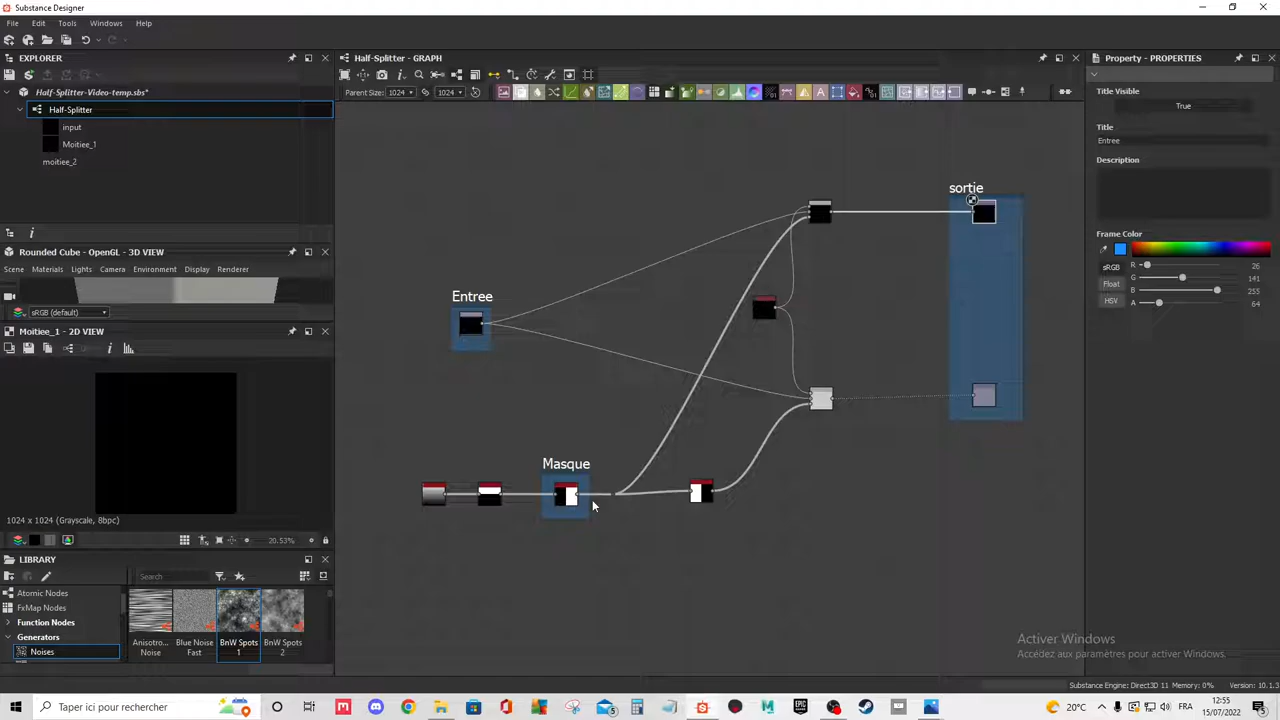 Substance Designer
File Edit Tools Windows Help
EXPLORER
Half-Splitter-Video-temp.sbs*
Half-Splitter
input
Moitiee_1
moitiee_2
Rounded Cube - OpenGL - 3D VIEW
Scene Materials Lights Camera Environment Display Renderer
sRGB (default)
Moitiee_1 - 2D VIEW
1024 x 1024 (Grayscale, 8bpc)
20.53%
LIBRARY
Search
Atomic Nodes
FxMap Nodes
Function Nodes
Generators
Noises
Anisotro... Noise
Blue Noise Fast
BnW Spots 1
BnW Spots 2
Half-Splitter - GRAPH
Parent Size: 1024 1024
Entree
Masque
sortie
Property - PROPERTIES
Title Visible
True
Title
Entree
Description
Frame Color
sRGB R 26
G 141
Float B 255
HSV A 64
Activer Windows
Accédez aux paramètres pour activer Windows.
Substance Engine: Direct3D 11 Memory: 0% Version: 10.1.3
Taper ici pour rechercher
20°C
FRA
12:55
15/07/2022